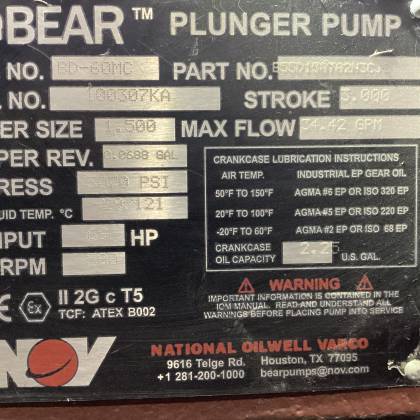 BEAR™ PLUNGER PUMP
NO. BD-60MC PART NO.
L NO. 100307KA STROKE 3.000
ER SIZE 1.500 MAX FLOW 34.42 GPM
PER REV. 0.0688 GAL
CRANKCASE LUBRICATION INSTRUCTIONS
AIR TEMP. INDUSTRIAL EP GEAR OIL
RESS PSI
50°F TO 150°F AGMA #6 EP OR ISO 320 EP
UID TEMP. °C 121
20°F TO 100°F AGMA #5 EP OR ISO 220 EP
-20°F TO 60°F AGMA #2 EP OR ISO 68 EP
NPUT HP
CRANKCASE OIL CAPACITY 2.25 U.S. GAL.
RPM
WARNING
IMPORTANT INFORMATION IS CONTAINED IN THE
IOM MANUAL. READ AND UNDERSTAND ALL
WARNINGS BEFORE PLACING PUMP INTO SERVICE
CE Ex II 2G c T5
TCF: ATEX B002
NOV
NATIONAL OILWELL VARCO
9616 Telge Rd. Houston, TX 77095
+1 281-200-1000 bearpumps@nov.com